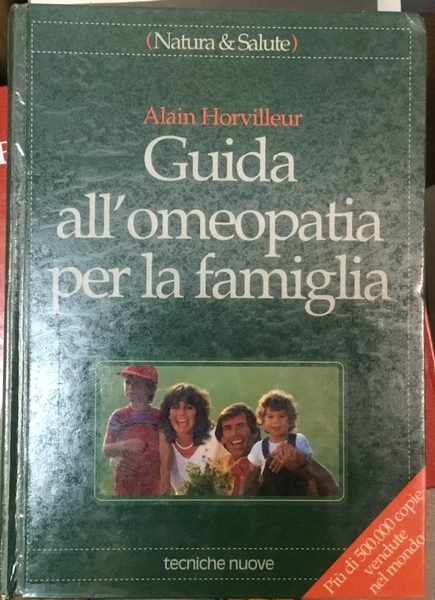 (Natura & Salute)
Alain Horvilleur
Guida
all'omeopatia
per la famiglia
Più di 500.000 copie
vendute
nel mondo
tecniche nuove